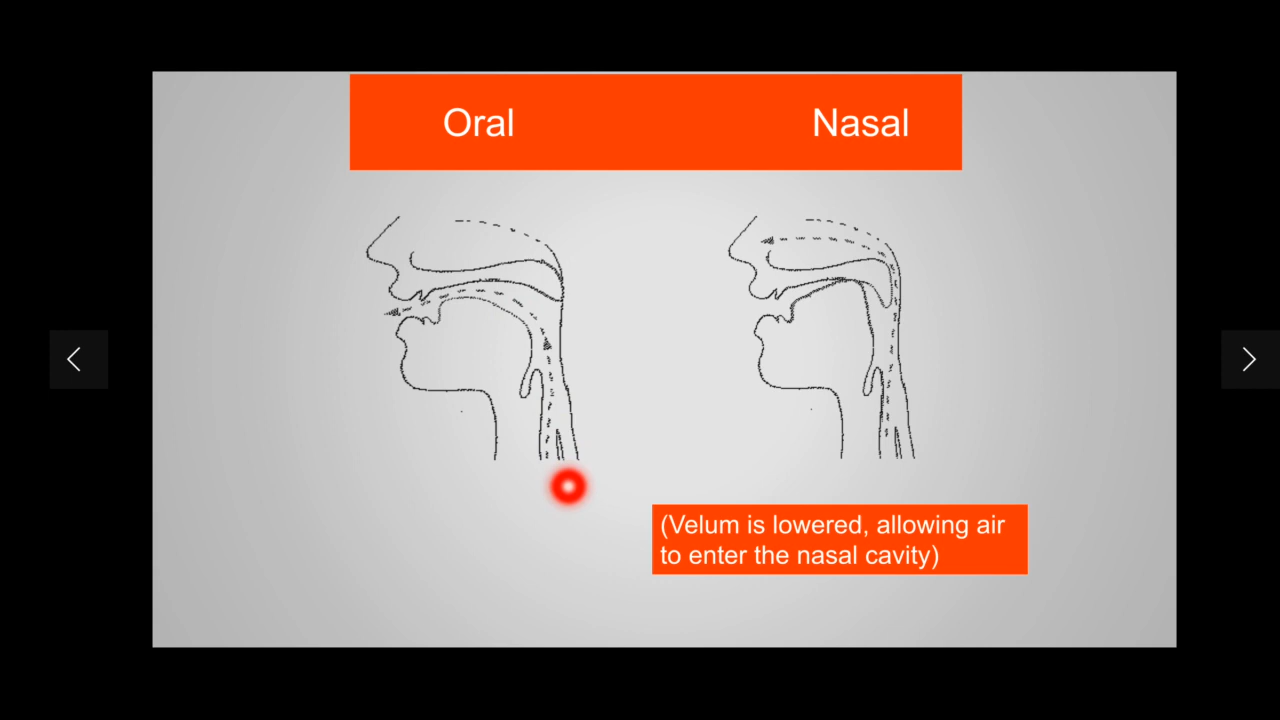 Oral
Nasal
(Velum is lowered, allowing air
to enter the nasal cavity)